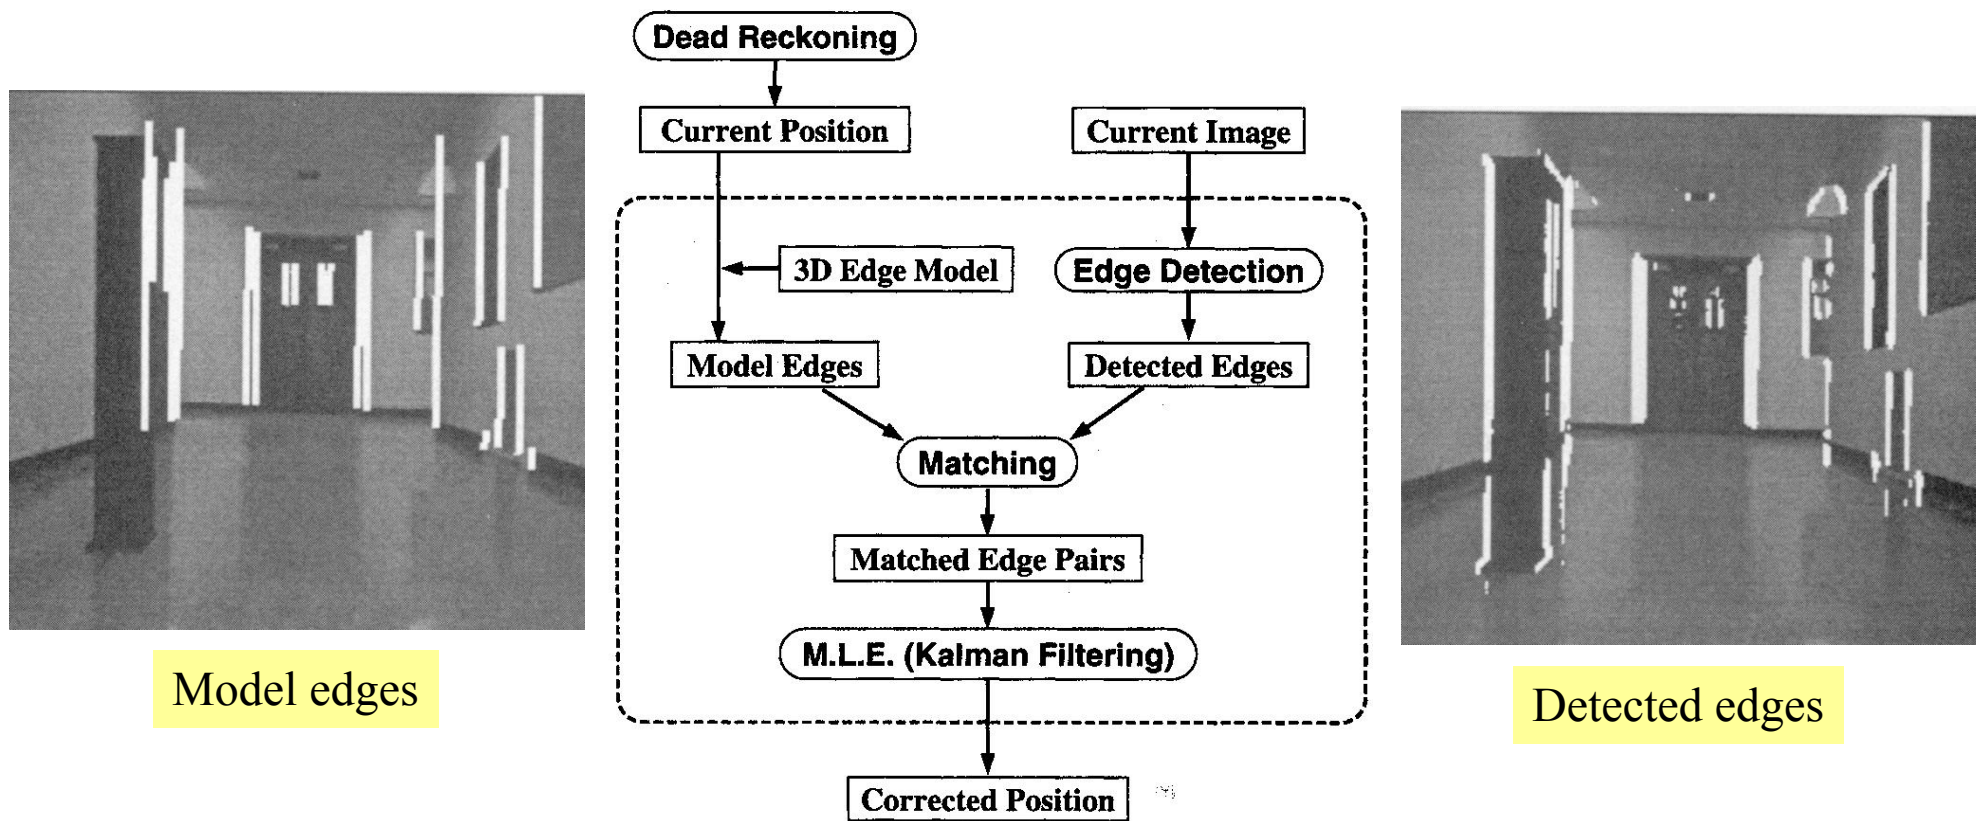 Dead Reckoning
Current Position
Current Image
3D Edge Model
Edge Detection
Model Edges
Detected Edges
Matching
Matched Edge Pairs
M.L.E. (Kalman Filtering)
Corrected Position
Model edges
Detected edges